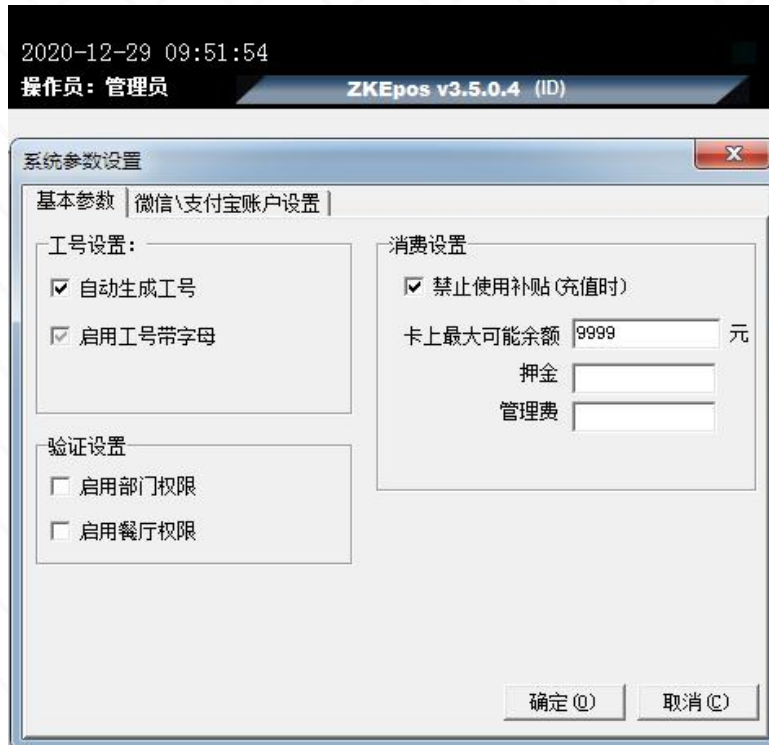 2020-12-29 09:51:54
操作员：管理员
ZKEpos v3.5.0.4 (ID)
系统参数设置
基本参数
微信\支付宝账户设置
工号设置：
自动生成工号
启用工号带字母
验证设置
启用部门权限
启用餐厅权限
消费设置
禁止使用补贴(充值时)
卡上最大可能余额 9999 元
押金
管理费
确定(O)
取消(C)